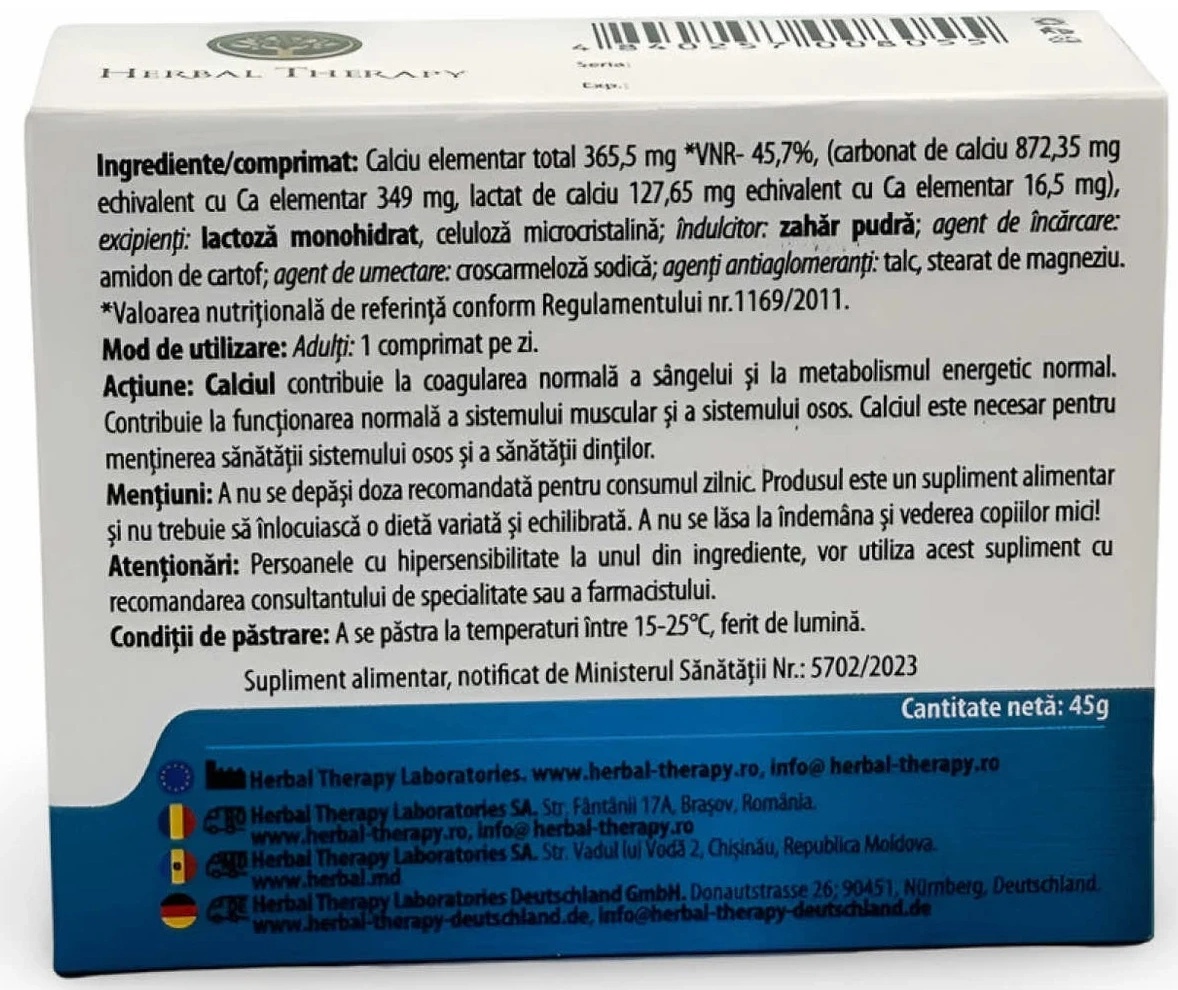 HERBAL THERAPY
4840257008055
Seria:
Exp.:
Ingrediente/comprimat: Calciu elementar total 365,5 mg *VNR- 45,7%, (carbonat de calciu 872,35 mg
echivalent cu Ca elementar 349 mg, lactat de calciu 127,65 mg echivalent cu Ca elementar 16,5 mg),
excipienți: lactoză monohidrat, celuloză microcristalină; îndulcitor: zahăr pudră; agent de încărcare:
amidon de cartof; agent de umectare: croscarmeloză sodică; agenți antiaglomeranți: talc, stearat de magneziu.
*Valoarea nutrițională de referință conform Regulamentului nr.1169/2011.
Mod de utilizare: Adulți: 1 comprimat pe zi.
Acțiune: Calciul contribuie la coagularea normală a sângelui și la metabolismul energetic normal.
Contribuie la funcționarea normală a sistemului muscular și a sistemului osos. Calciul este necesar pentru
menținerea sănătății sistemului osos și a sănătății dinților.
Mențiuni: A nu se depăși doza recomandată pentru consumul zilnic. Produsul este un supliment alimentar
și nu trebuie să înlocuiască o dietă variată și echilibrată. A nu se lăsa la îndemâna și vederea copiilor mici!
Atenționări: Persoanele cu hipersensibilitate la unul din ingrediente, vor utiliza acest supliment cu
recomandarea consultantului de specialitate sau a farmacistului.
Condiții de păstrare: A se păstra la temperaturi între 15-25°C, ferit de lumină.
Supliment alimentar, notificat de Ministerul Sănătății Nr.: 5702/2023
Cantitate netă: 45g
Herbal Therapy Laboratories. www.herbal-therapy.ro, info@ herbal-therapy.ro
Herbal Therapy Laboratories SA. Str. Fântânii 17A, Brașov, România.
www.herbal-therapy.ro, info@ herbal-therapy.ro
Herbal Therapy Laboratories SA. Str. Vadul lui Vodă 2, Chișinău, Republica Moldova.
www.herbal.md
Herbal Therapy Laboratories Deutschland GmbH. Donautstrasse 26; 90451, Nürnberg, Deutschland.
www.herbal-therapy-deutschland.de, info@herbal-therapy-deutschland.de